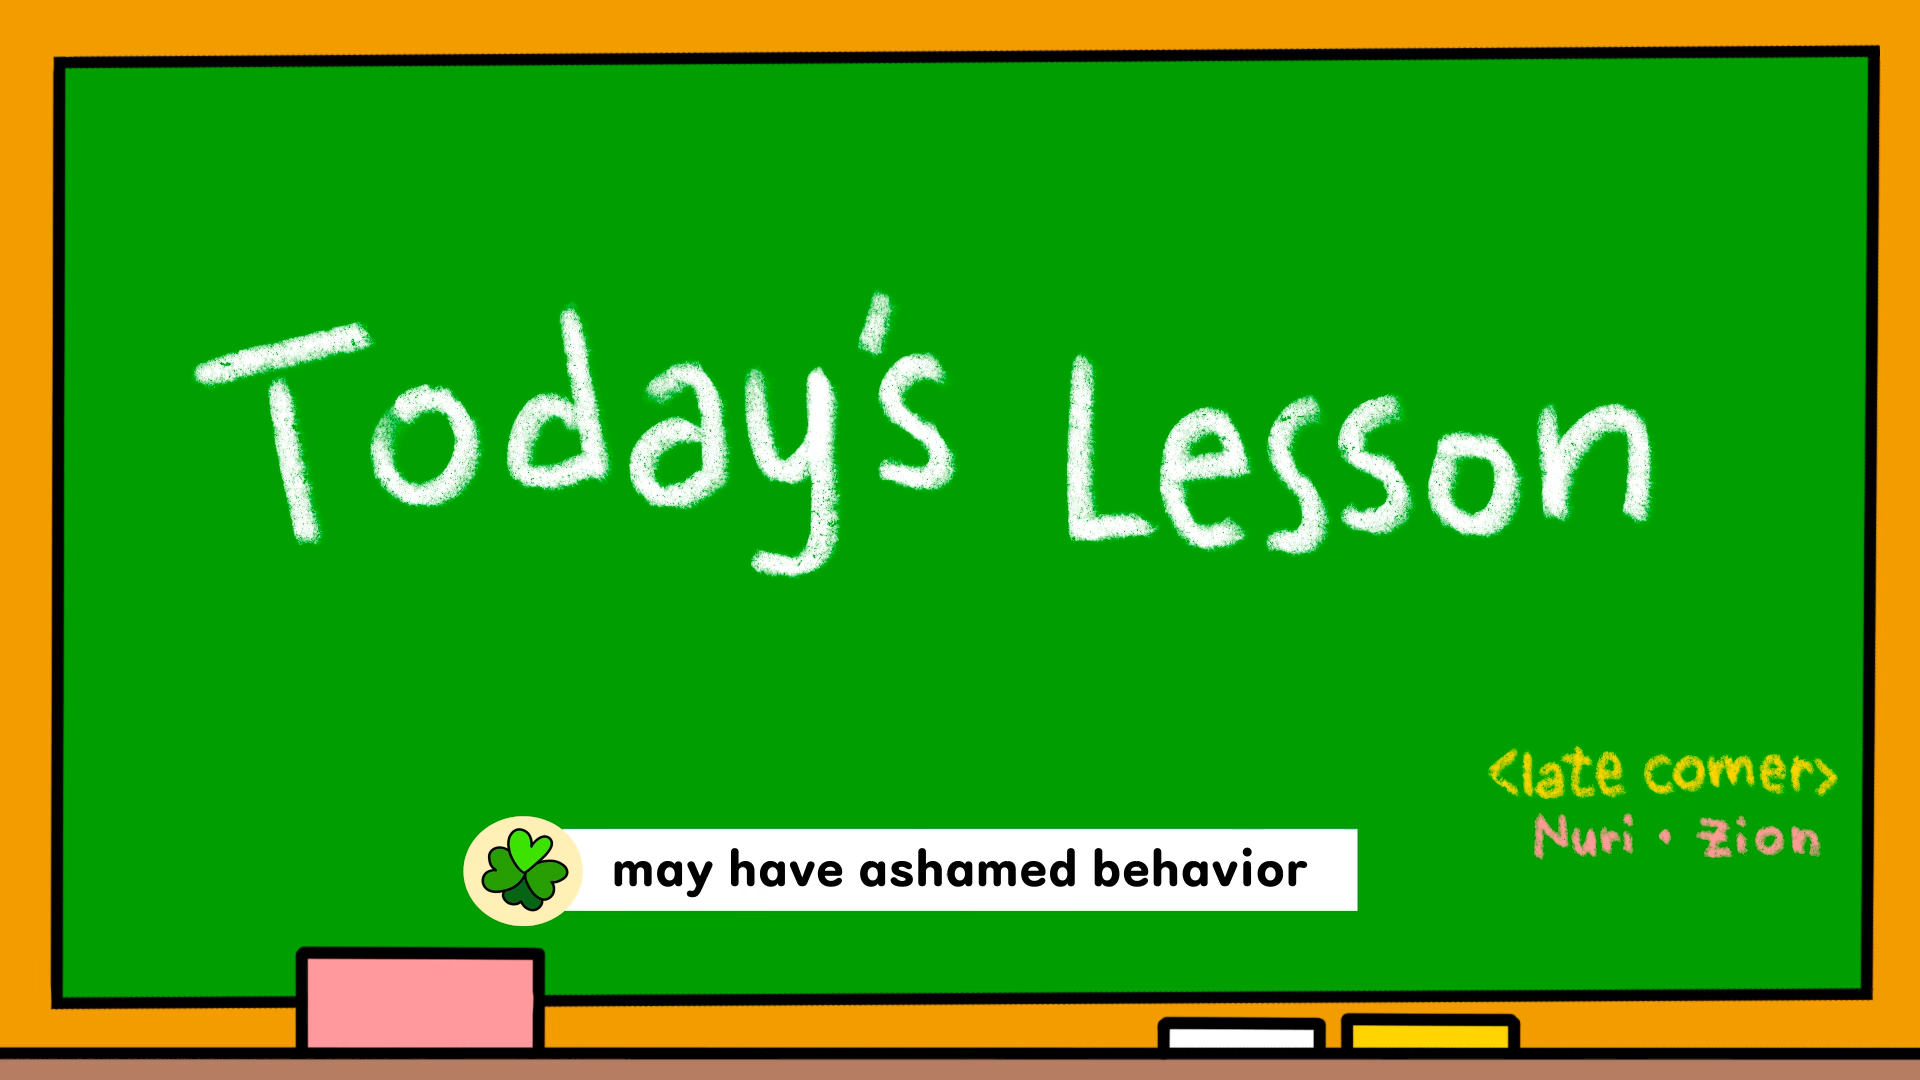 Today's Lesson
<late comer>
Nuri · Zion
may have ashamed behavior